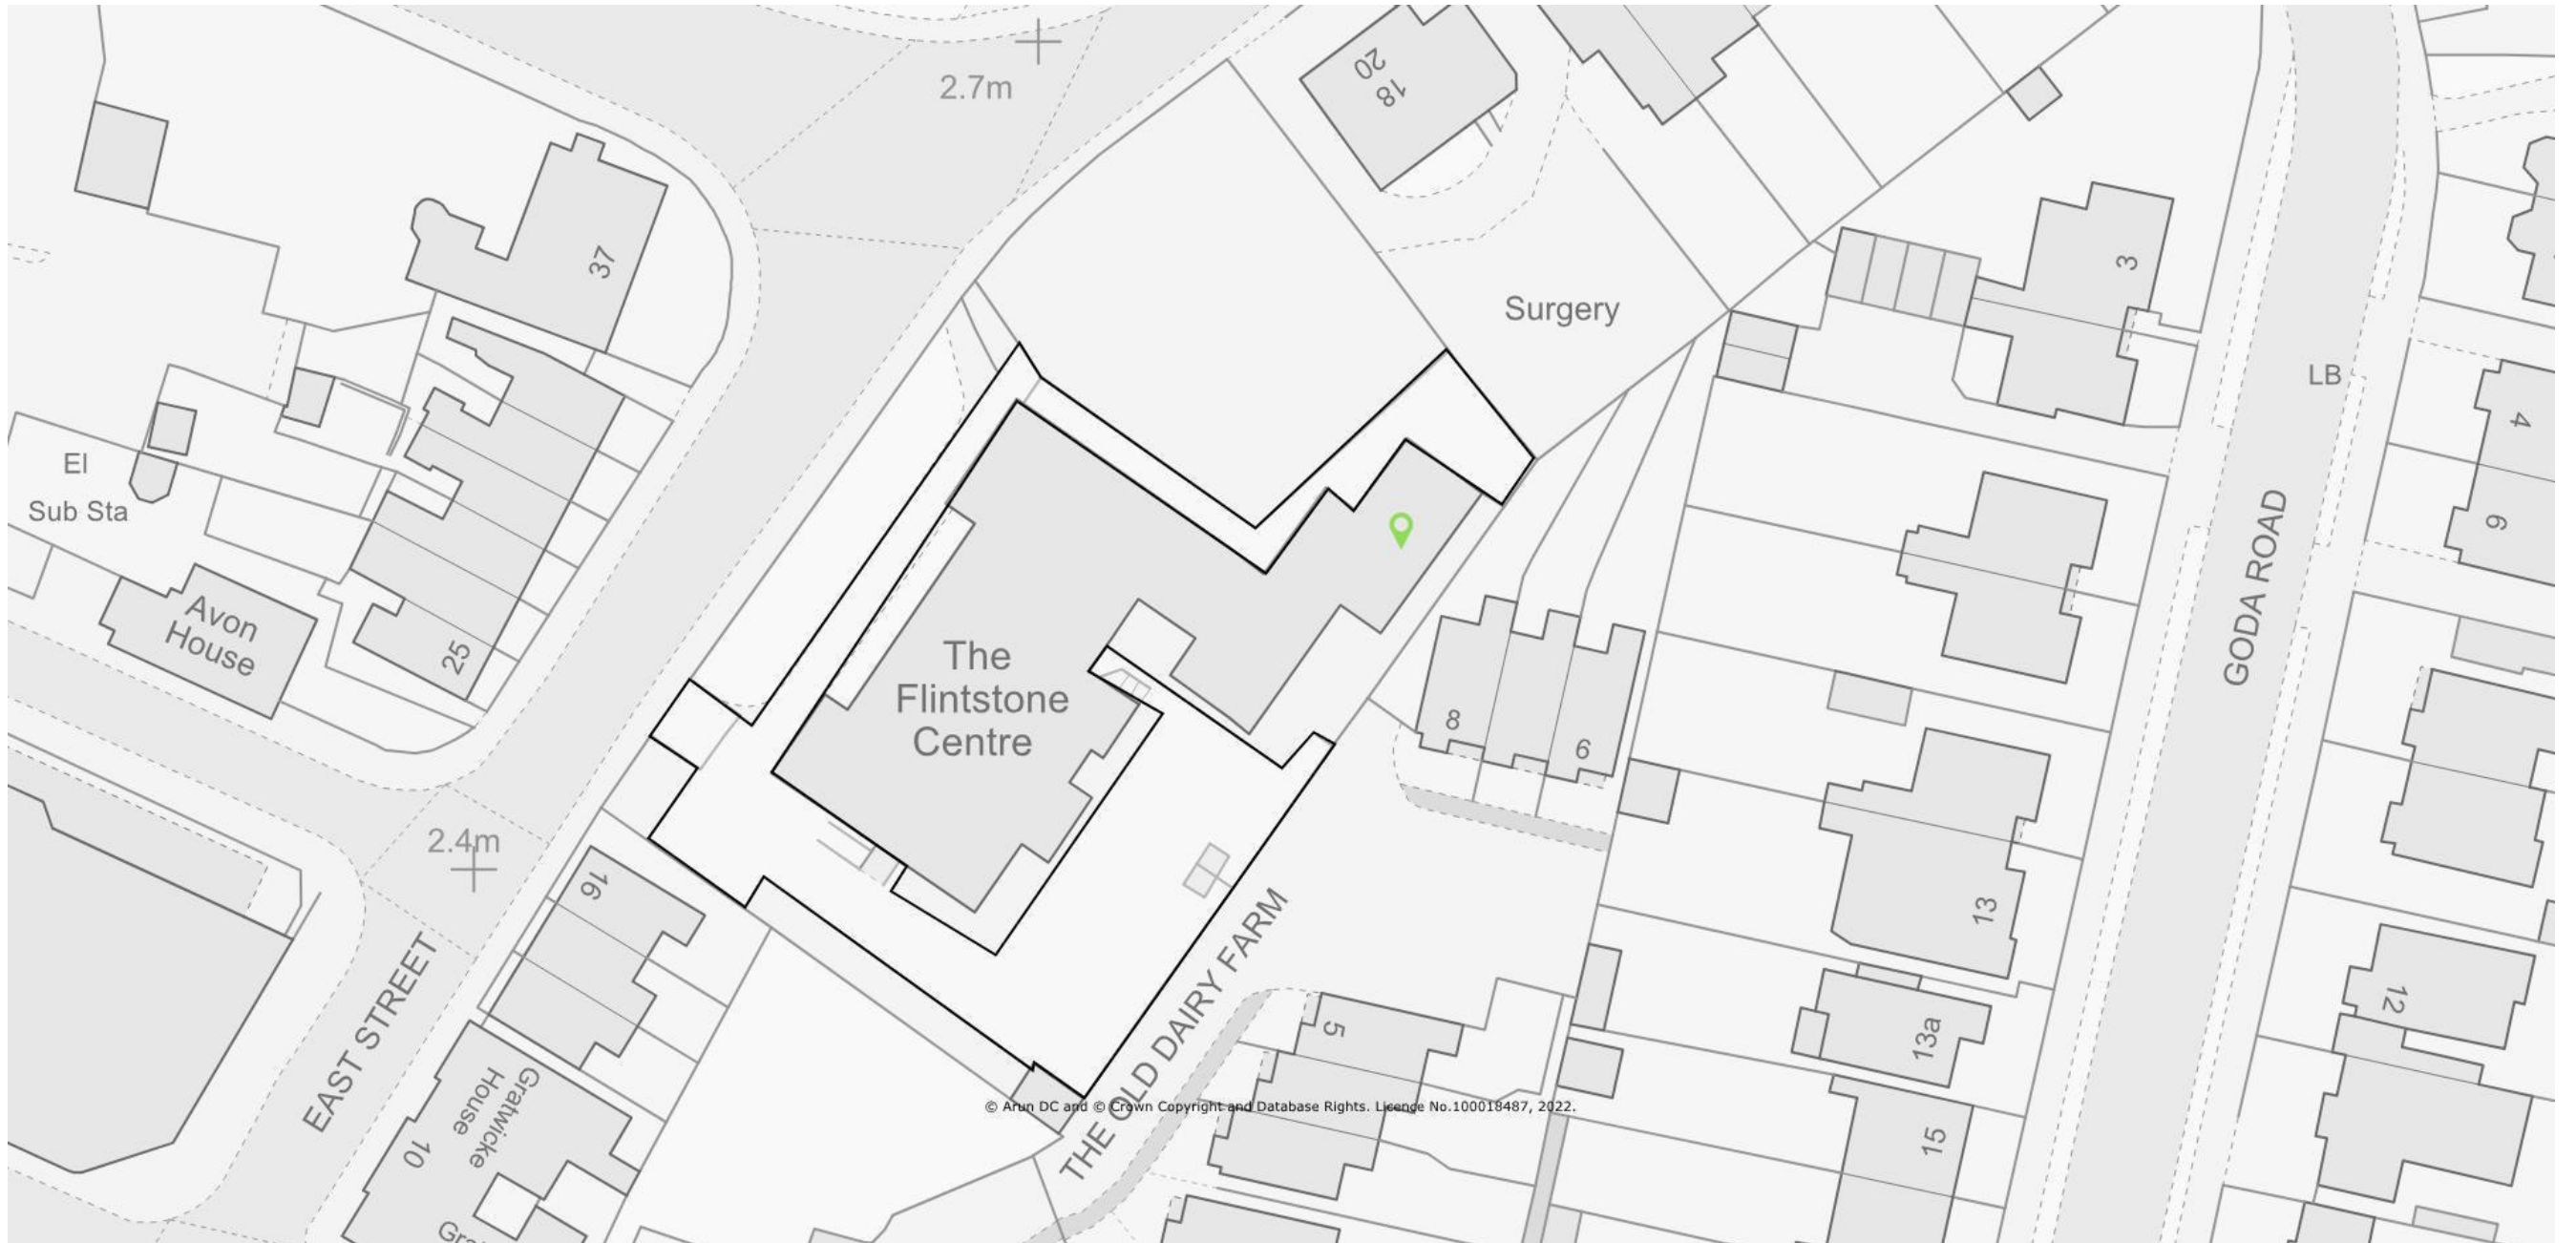 2.7m
20
18
37
Surgery
3
LB
4
6
El
Sub Sta
Avon
House
25
The
Flintstone
Centre
8
6
GODA ROAD
2.4m
16
EAST STREET
Gratwicke
House
10
THE OLD DAIRY FARM
5
13
13a
15
12
© Arun DC and © Crown Copyright and Database Rights. Licence No.100018487, 2022.